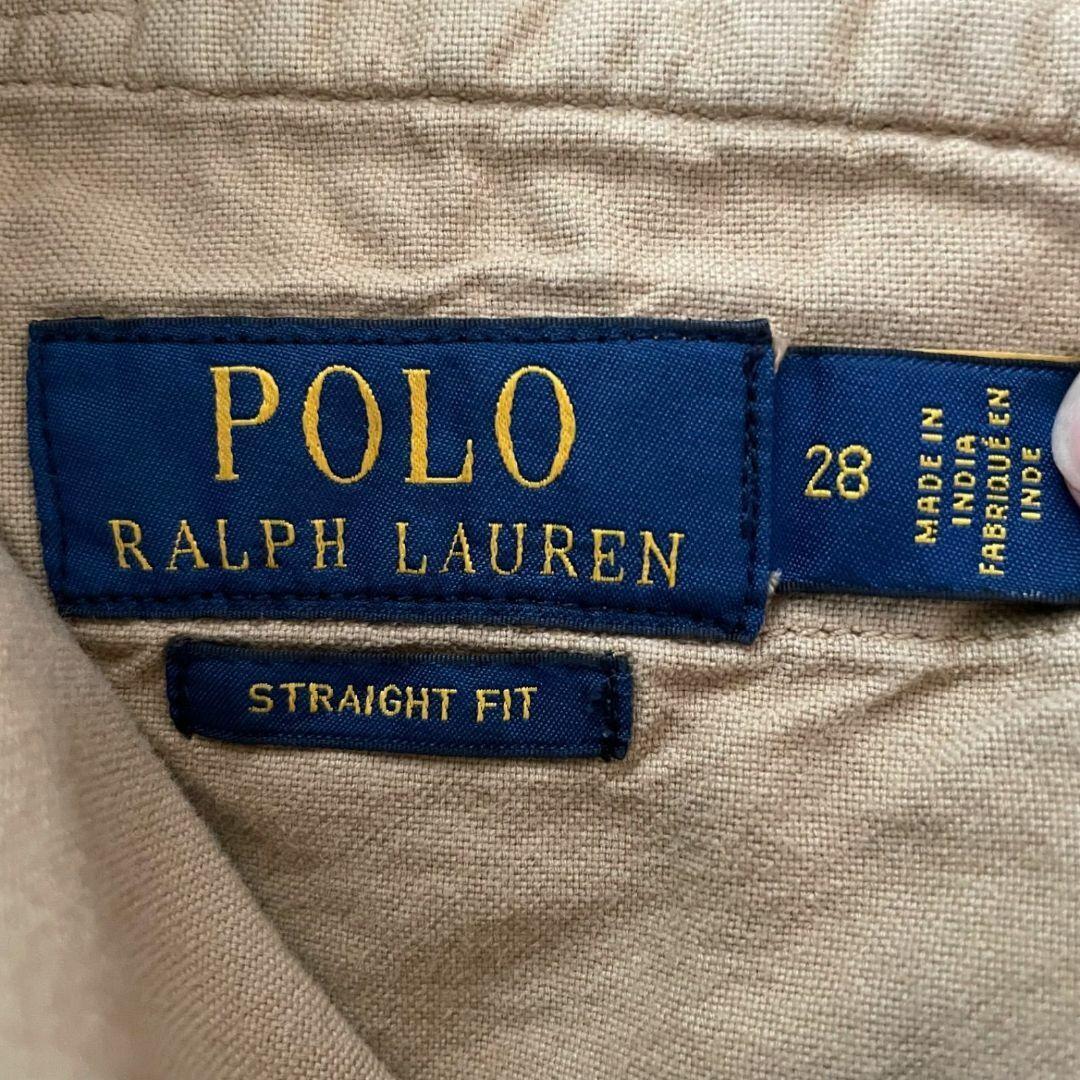 POLO
RALPH LAUREN
STRAIGHT FIT
28
MADE IN
INDIA
FABRIQUÉ EN
INDE